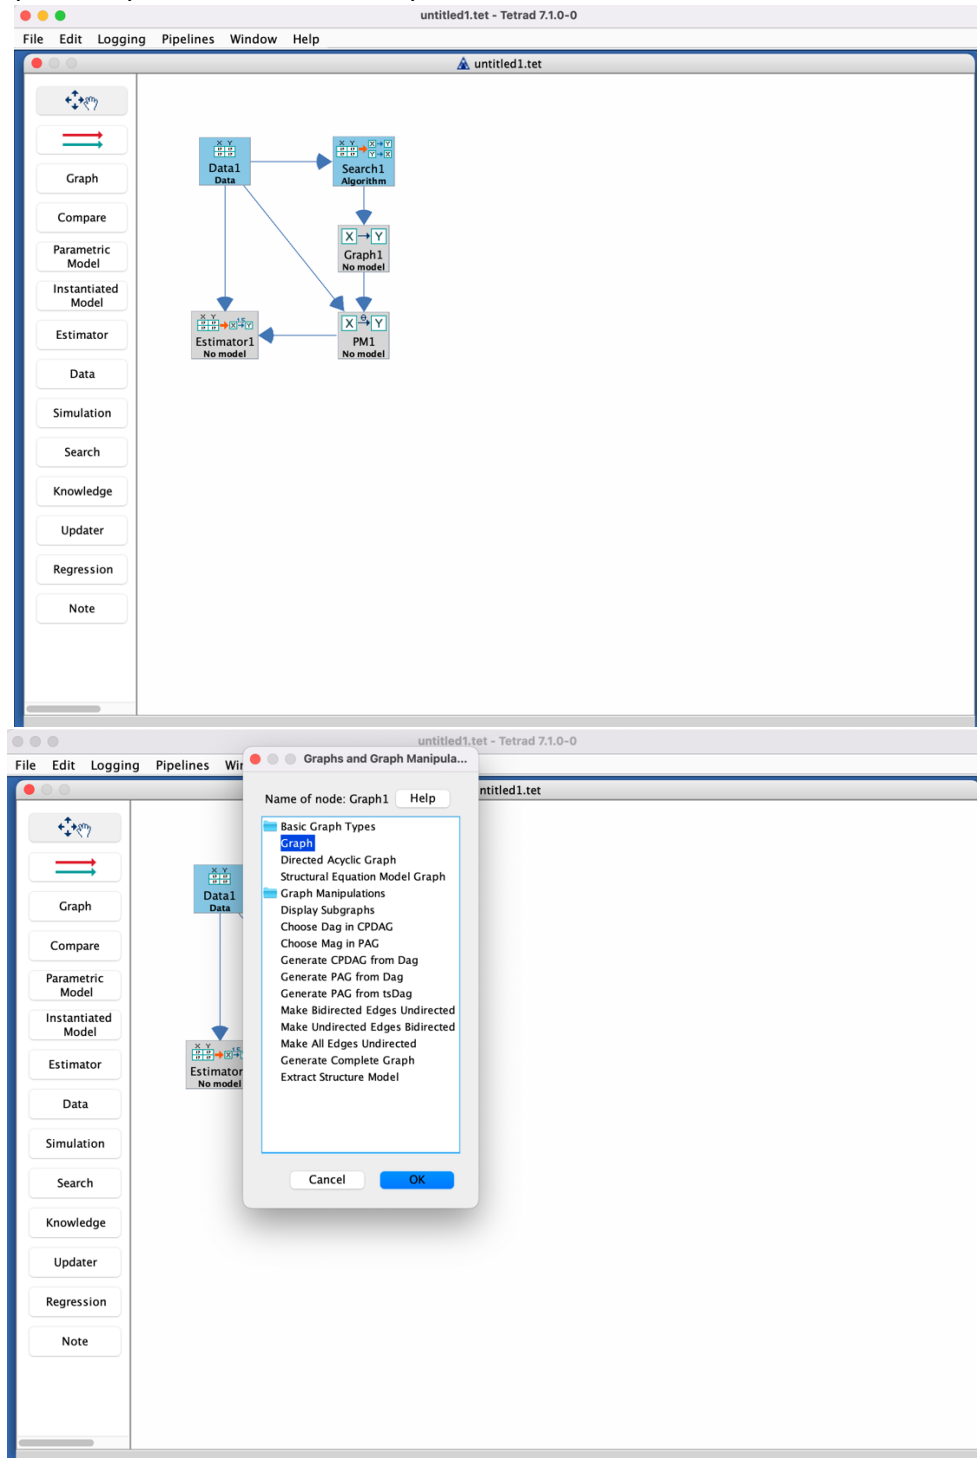 untitled1.tet - Tetrad 7.1.0-0
File Edit Logging Pipelines Window Help
untitled1.tet
Graph
Compare
Parametric
Model
Instantiated
Model
Estimator
Data
Simulation
Search
Knowledge
Updater
Regression
Note
Data1
Data
Search1
Algorithm
X Y
Graph1
No model
Estimator1
No model
X Y
PM1
No model
untitled1.tet - Tetrad 7.1.0-0
File Edit Logging Pipelines Wi
ntitled1.tet
Graph
Compare
Parametric
Model
Instantiated
Model
Estimator
Data
Simulation
Search
Knowledge
Updater
Regression
Note
Data1
Data
Estimator
No model
Graphs and Graph Manipula...
Name of node: Graph1 Help
Basic Graph Types
Graph
Directed Acyclic Graph
Structural Equation Model Graph
Graph Manipulations
Display Subgraphs
Choose Dag in CPDAG
Choose Mag in PAG
Generate CPDAG from Dag
Generate PAG from Dag
Generate PAG from tsDag
Make Bidirected Edges Undirected
Make Undirected Edges Bidirected
Make All Edges Undirected
Generate Complete Graph
Extract Structure Model
Cancel OK